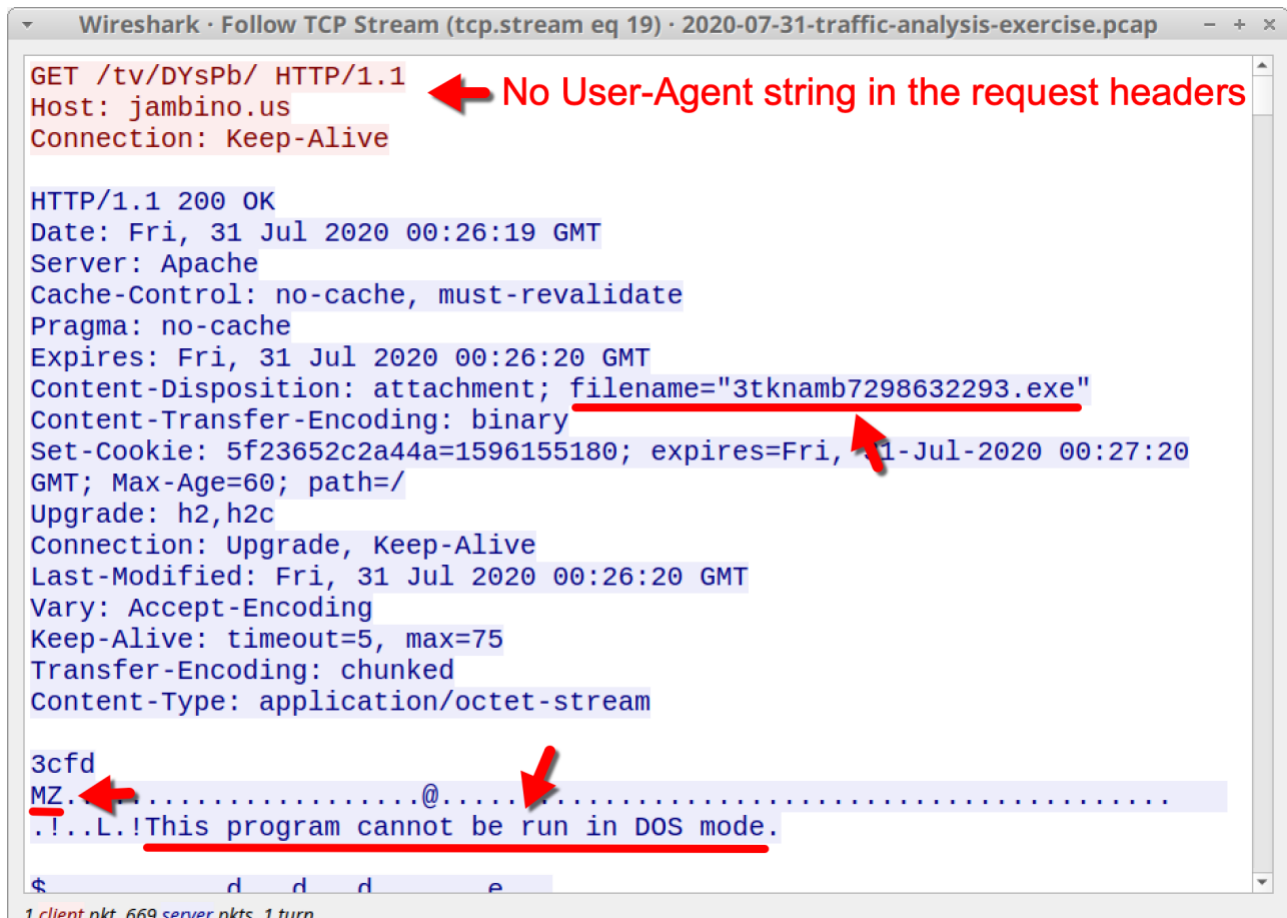 Wireshark · Follow TCP Stream (tcp.stream eq 19) · 2020-07-31-traffic-analysis-exercise.pcap
GET /tv/DYsPb/ HTTP/1.1
No User-Agent string in the request headers
Host: jambino.us
Connection: Keep-Alive
HTTP/1.1 200 OK
Date: Fri, 31 Jul 2020 00:26:19 GMT
Server: Apache
Cache-Control: no-cache, must-revalidate
Pragma: no-cache
Expires: Fri, 31 Jul 2020 00:26:20 GMT
Content-Disposition: attachment; filename="3tknamb7298632293.exe"
Content-Transfer-Encoding: binary
Set-Cookie: 5f23652c2a44a=1596155180; expires=Fri, 31-Jul-2020 00:27:20
GMT; Max-Age=60; path=/
Upgrade: h2,h2c
Connection: Upgrade, Keep-Alive
Last-Modified: Fri, 31 Jul 2020 00:26:20 GMT
Vary: Accept-Encoding
Keep-Alive: timeout=5, max=75
Transfer-Encoding: chunked
Content-Type: application/octet-stream
3cfd
MZ......................@..............................................
.!..L.!This program cannot be run in DOS mode.
$ d d d e
1 client pkt, 669 server pkts, 1 turn.